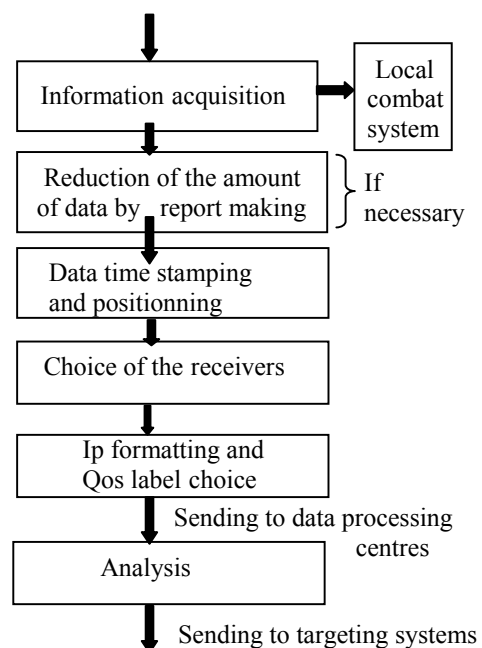 Information acquisition
Local
combat
system
Reduction of the amount
of data by report making
If
necessary
Data time stamping
and positionning
Choice of the receivers
Ip formatting and
Qos label choice
Sending to data processing
centres
Analysis
Sending to targeting systems